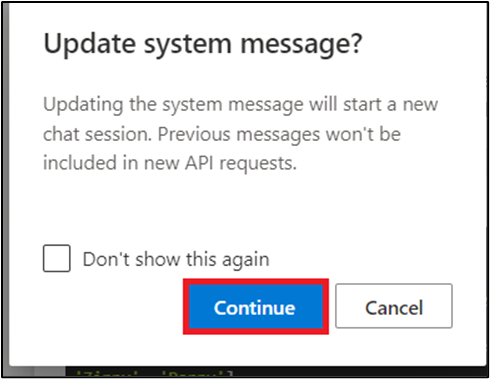 Update system message?
Updating the system message will start a new
chat session. Previous messages won't be
included in new API requests.
Don't show this again
Continue
Cancel